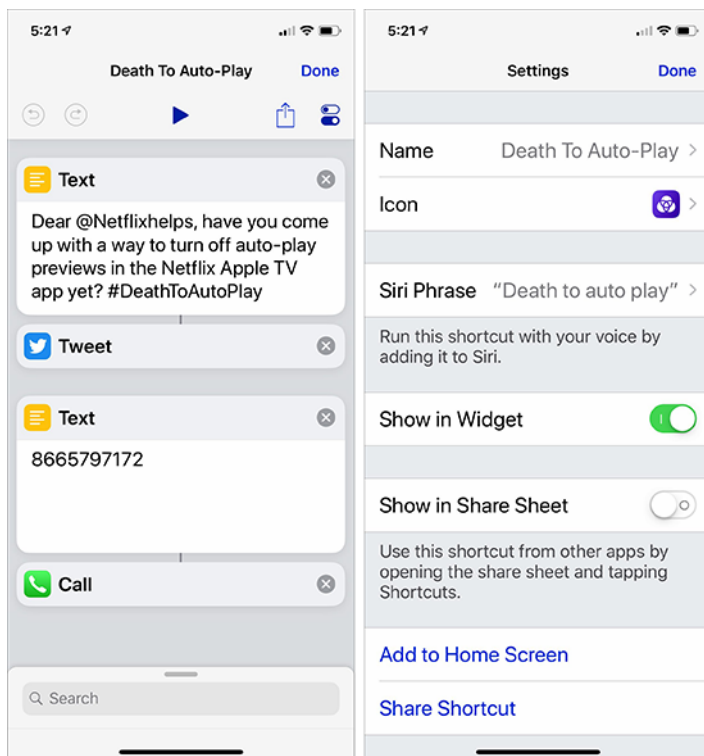 5:21
Death To Auto-Play
Done
Text
Dear @Netflixhelps, have you come
up with a way to turn off auto-play
previews in the Netflix Apple TV
app yet? #DeathToAutoPlay
Tweet
Text
8665797172
Call
Search
5:21
Settings
Done
Name
Death To Auto-Play
Icon
Siri Phrase
“Death to auto play”
Run this shortcut with your voice by
adding it to Siri.
Show in Widget
Show in Share Sheet
Use this shortcut from other apps by
opening the share sheet and tapping
Shortcuts.
Add to Home Screen
Share Shortcut